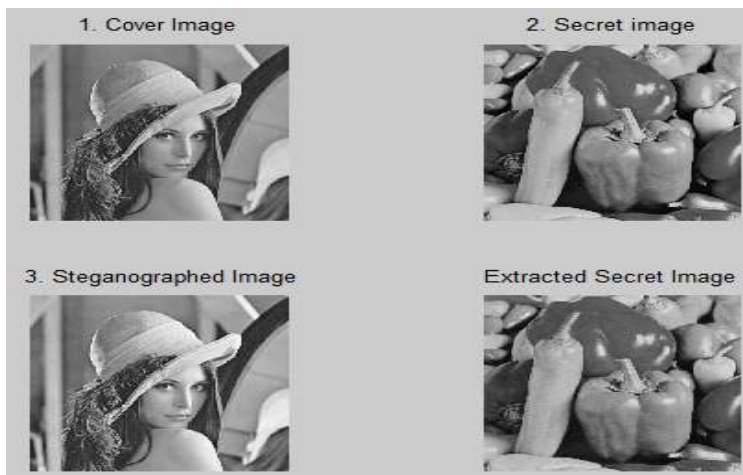 1. Cover Image
2. Secret image
3. Steganographed Image
Extracted Secret Image